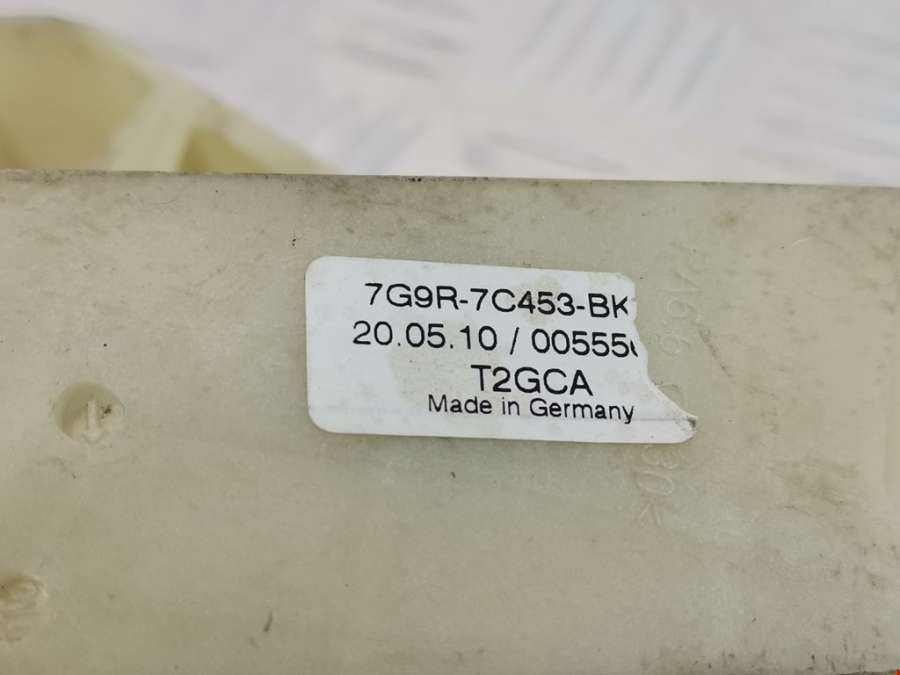 7G9R-7C453-BK
20.05.10 / 00555
T2GCA
Made in Germany